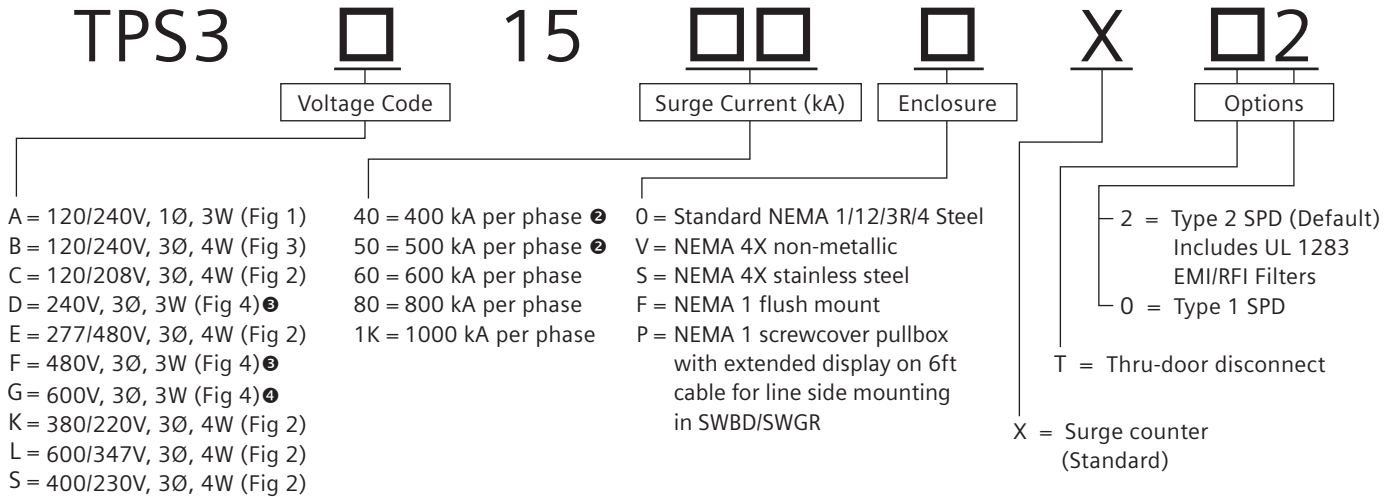 TPS3 □ 15 □□ □ X □2
Voltage Code
Surge Current (kA)
Enclosure
Options
A = 120/240V, 1Ø, 3W (Fig 1)
B = 120/240V, 3Ø, 4W (Fig 3)
C = 120/208V, 3Ø, 4W (Fig 2)
D = 240V, 3Ø, 3W (Fig 4)❸
E = 277/480V, 3Ø, 4W (Fig 2)
F = 480V, 3Ø, 3W (Fig 4)❸
G = 600V, 3Ø, 3W (Fig 4)❹
K = 380/220V, 3Ø, 4W (Fig 2)
L = 600/347V, 3Ø, 4W (Fig 2)
S = 400/230V, 3Ø, 4W (Fig 2)
40 = 400 kA per phase ❷
50 = 500 kA per phase ❷
60 = 600 kA per phase
80 = 800 kA per phase
1K = 1000 kA per phase
0 = Standard NEMA 1/12/3R/4 Steel
V = NEMA 4X non-metallic
S = NEMA 4X stainless steel
F = NEMA 1 flush mount
P = NEMA 1 screwcover pullbox
with extended display on 6ft
cable for line side mounting
in SWBD/SWGR
X = Surge counter
(Standard)
T = Thru-door disconnect
2 = Type 2 SPD (Default)
Includes UL 1283
EMI/RFI Filters
0 = Type 1 SPD